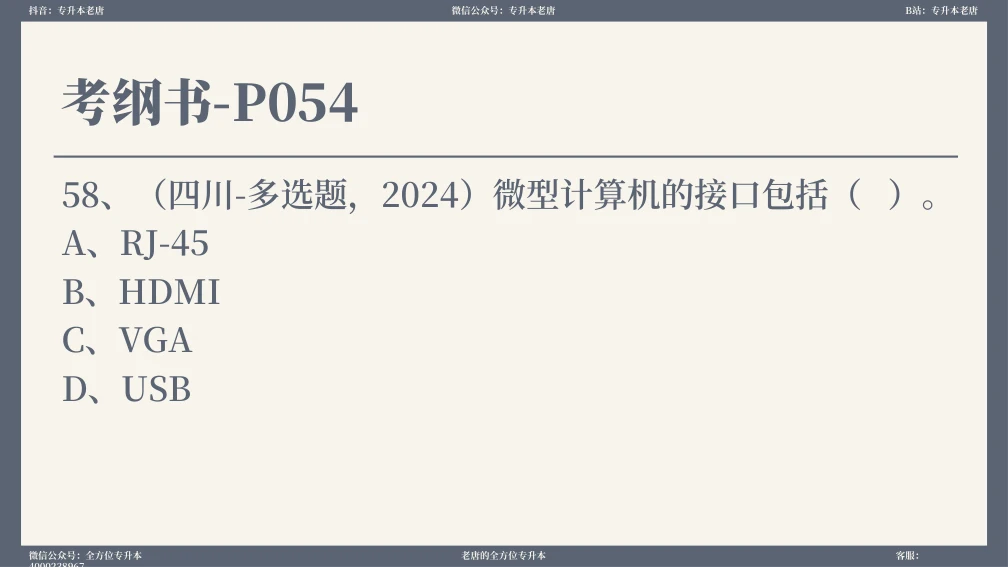 抖音：专升本老唐
微信公众号：专升本老唐
B站：专升本老唐
考纲书-P054
58、（四川-多选题，2024）微型计算机的接口包括（  ）。
A、RJ-45
B、HDMI
C、VGA
D、USB
微信公众号：全方位专升本
老唐的全方位专升本
客服：
4000238967